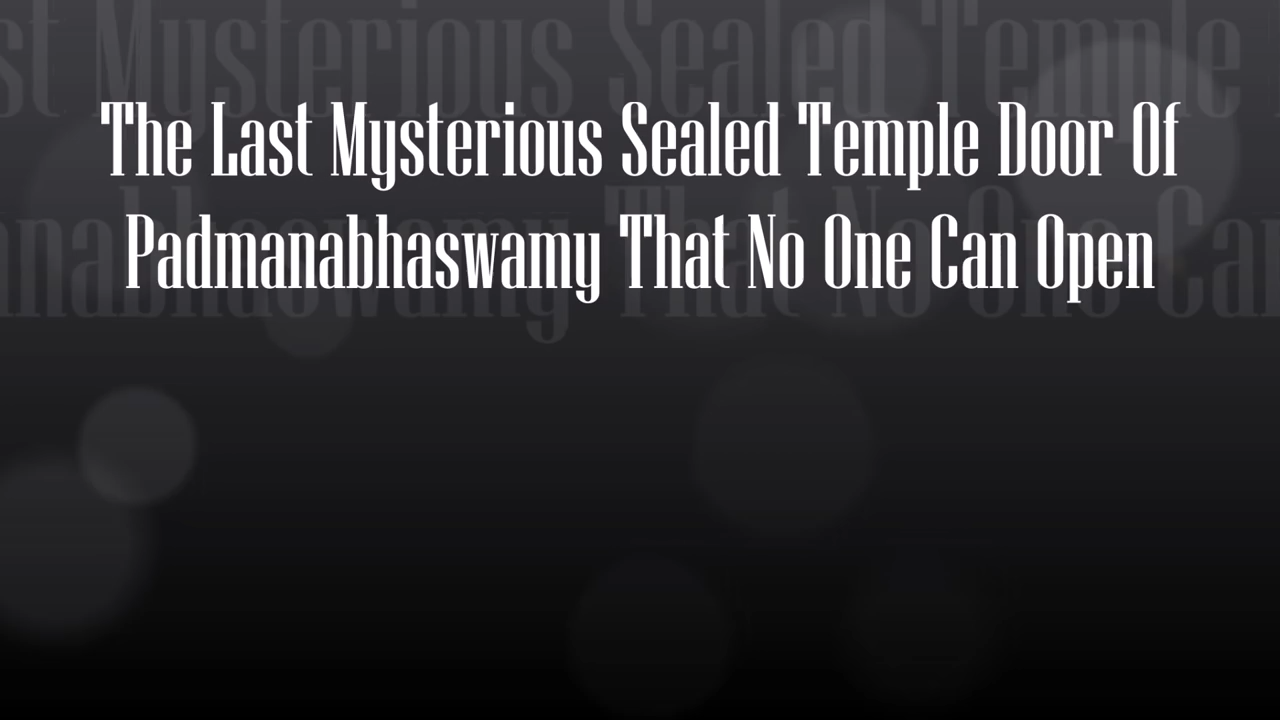 The Last Mysterious Sealed Temple Door Of
Padmanabhaswamy That No One Can Open